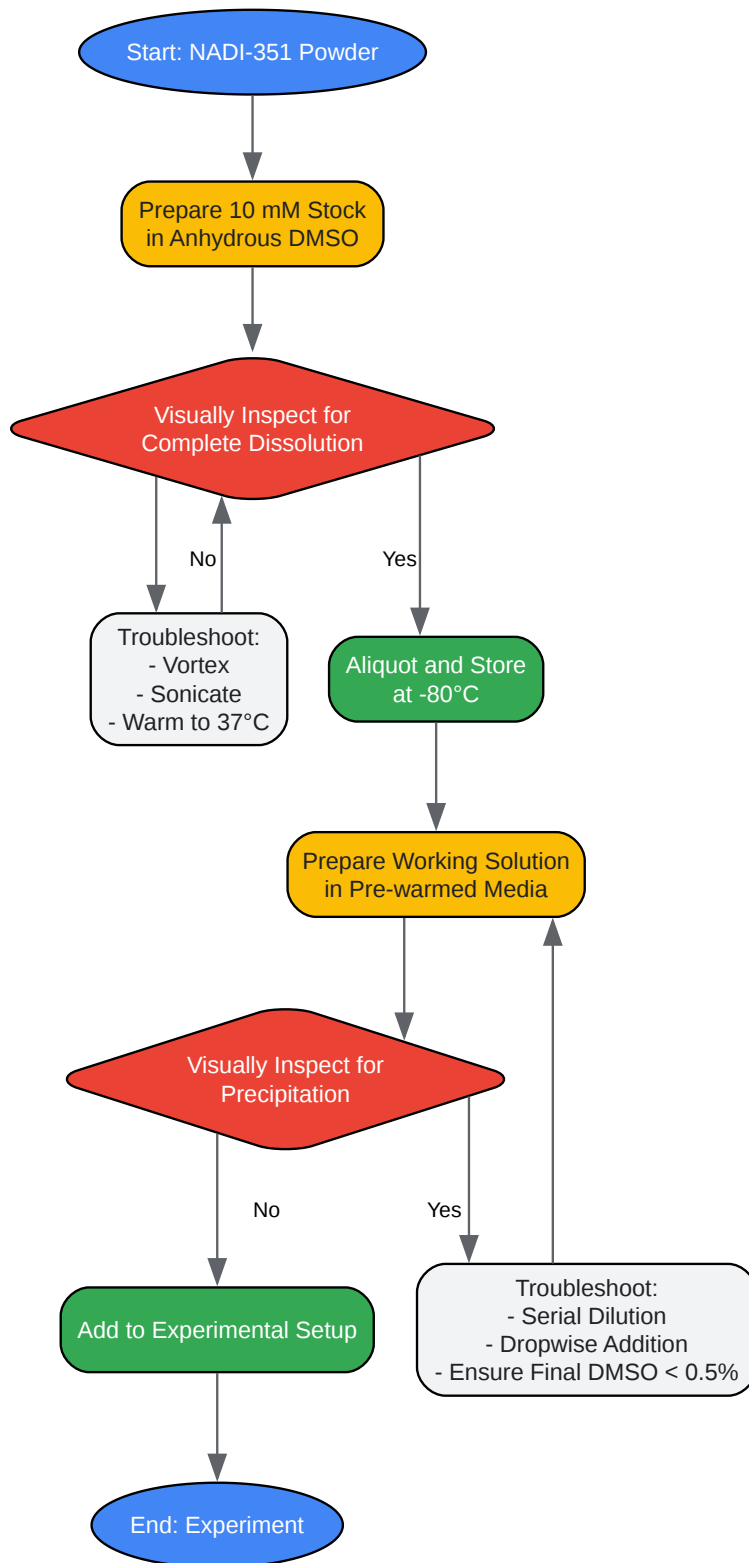 Start: NADI-351 Powder
Prepare 10 mM Stock
in Anhydrous DMSO
Visually Inspect for
Complete Dissolution
No
Yes
Troubleshoot:
- Vortex
- Sonicate
- Warm to 37°C
Aliquot and Store
at -80°C
Prepare Working Solution
in Pre-warmed Media
Visually Inspect for
Precipitation
No
Yes
Add to Experimental Setup
Troubleshoot:
- Serial Dilution
- Dropwise Addition
- Ensure Final DMSO < 0.5%
End: Experiment